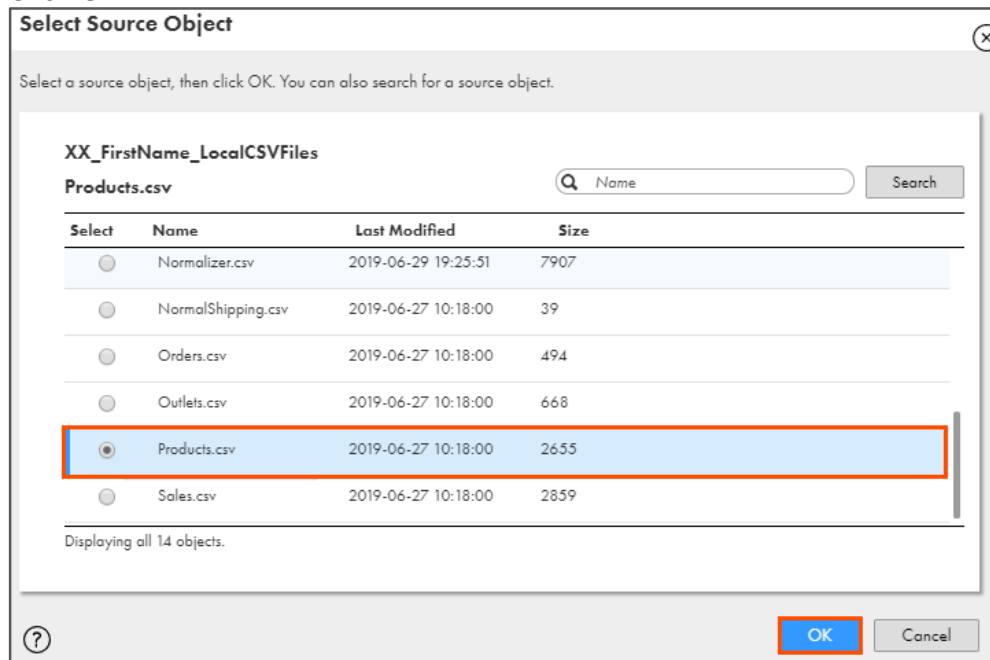 Select Source Object
Select a source object, then click OK. You can also search for a source object.
XX_FirstName_LocalCSVFiles
Products.csv
Name
Search
Select Name Last Modified Size
Normalizer.csv 2019-06-29 19:25:51 7907
NormalShipping.csv 2019-06-27 10:18:00 39
Orders.csv 2019-06-27 10:18:00 494
Outlets.csv 2019-06-27 10:18:00 668
Products.csv 2019-06-27 10:18:00 2655
Sales.csv 2019-06-27 10:18:00 2859
Displaying all 14 objects.
? OK Cancel